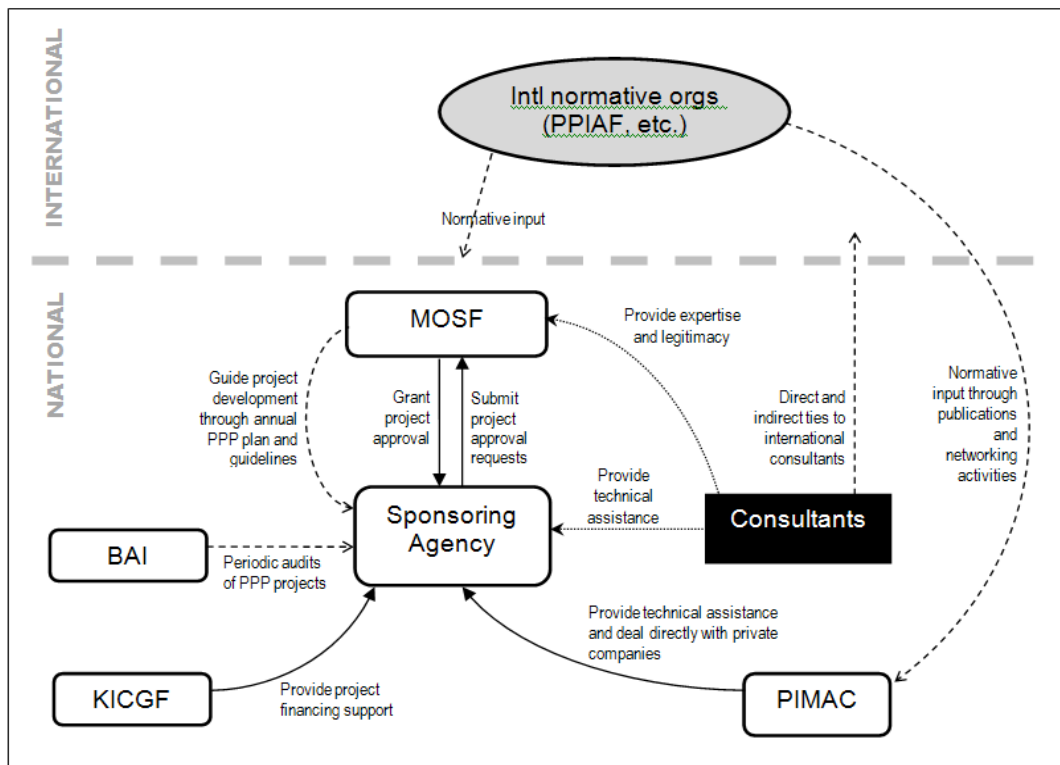 INTERNATIONAL
Intl normative orgs
(PPIAF, etc.)
Normative input
NATIONAL
MOSF
Provide expertise
and legitimacy
Guide project
development
through annual
PPP plan and
guidelines
Grant
project
approval
Submit
project
approval
requests
Direct and
indirect ties to
international
consultants
Normative
input through
publications
and
networking
activities
Provide
technical
assistance
Sponsoring
Agency
Consultants
BAI
Periodic audits
of PPP projects
Provide technical assistance
and deal directly with private
companies
KICGF
Provide project
financing support
PIMAC